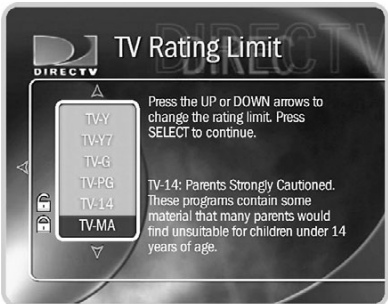 DIRECTV
TV Rating Limit
TV-Y
TV-Y7
TV-G
TV-PG
TV-14
TV-MA
Press the UP or DOWN arrows to
change the rating limit. Press
SELECT to continue.
TV-14: Parents Strongly Cautioned.
These programs contain some
material that many parents would
find unsuitable for children under 14
years of age.